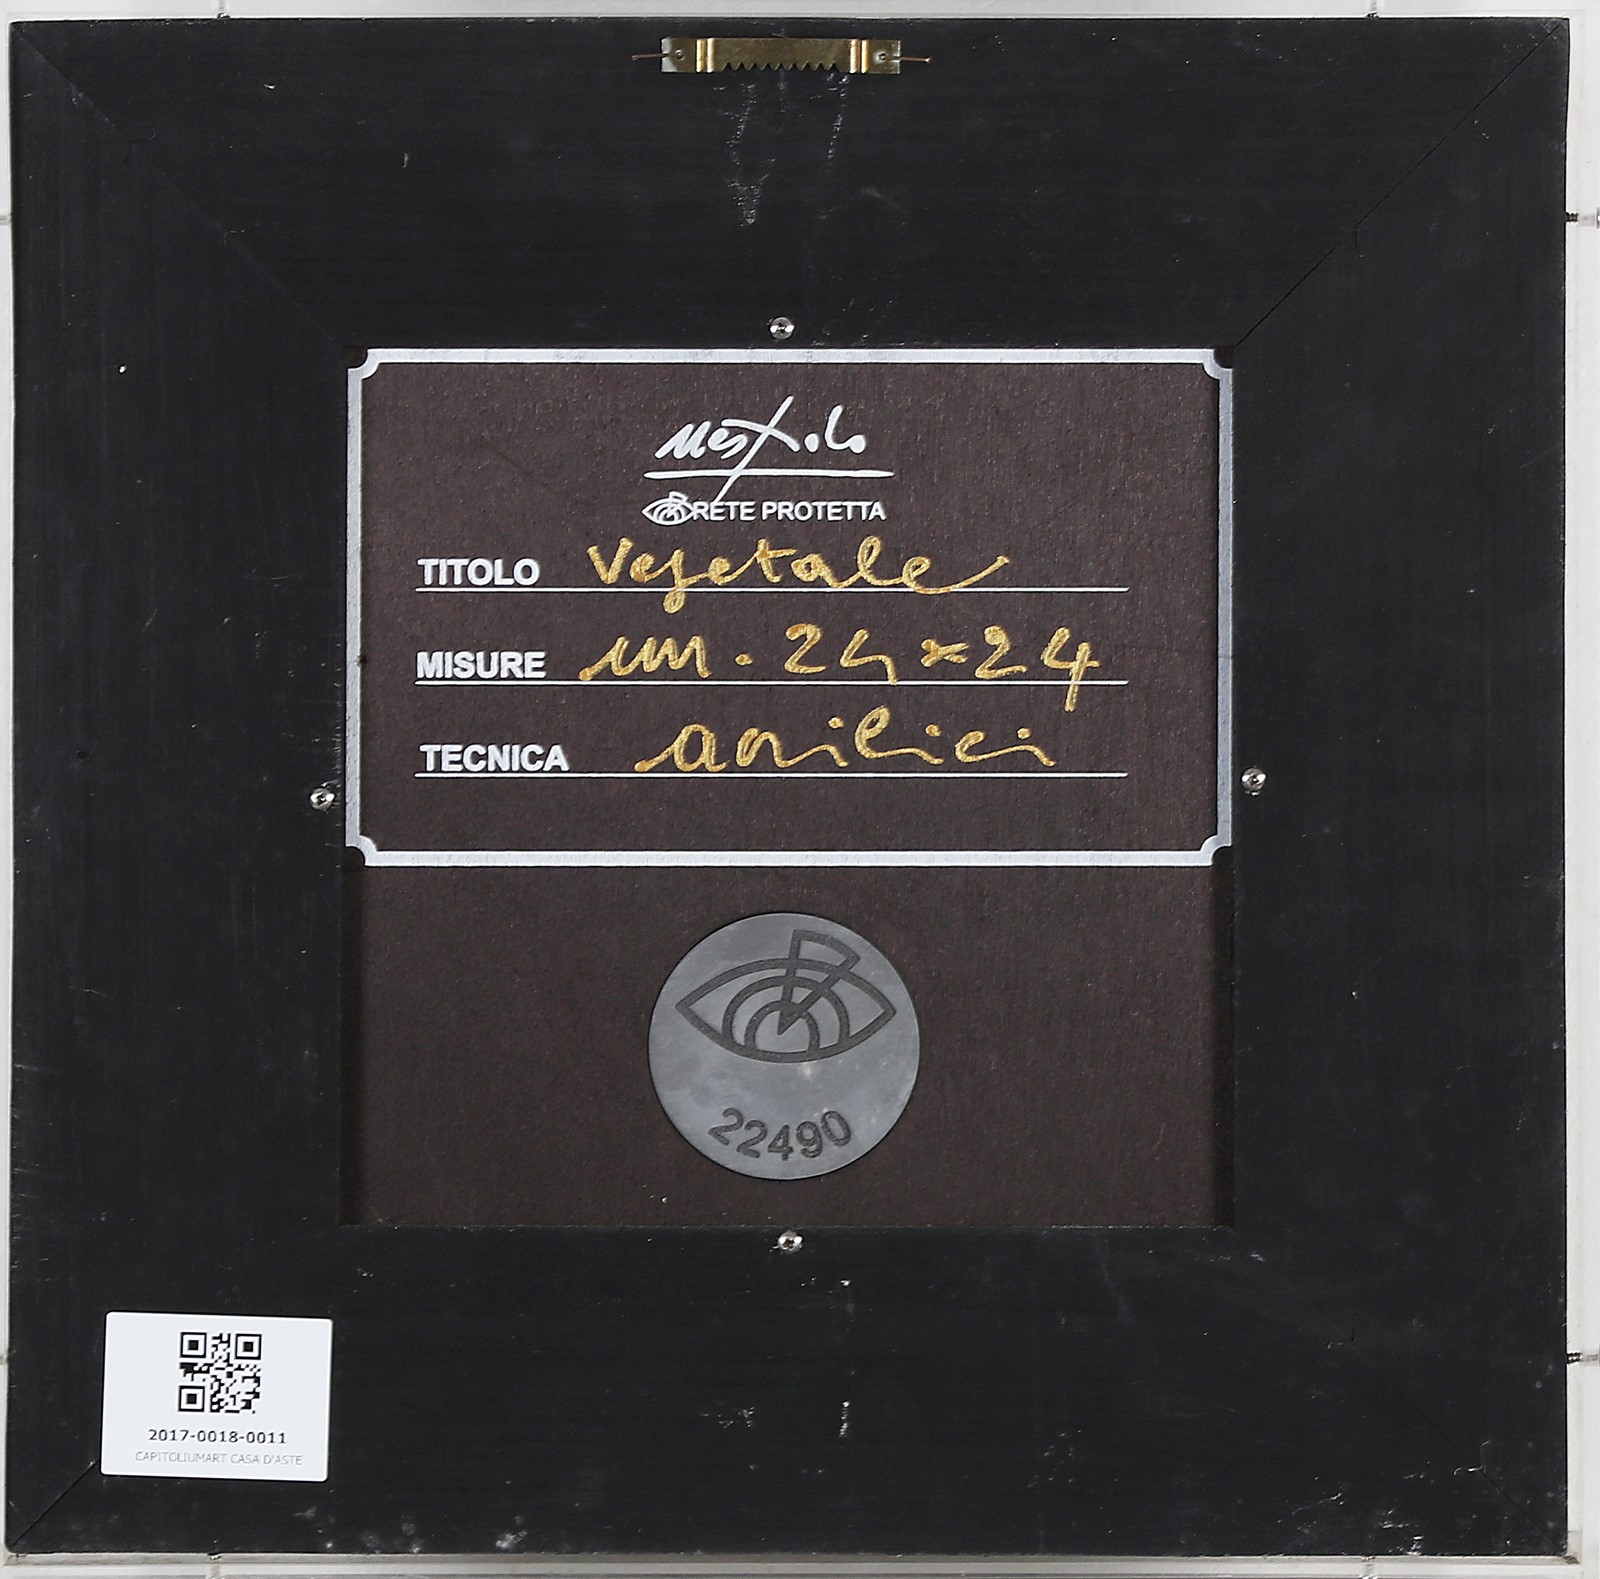 RETE PROTETTA
TITOLO Vegetale
MISURE cm. 24x24
TECNICA acrilici
22490
2017-0018-0011
CAPITOLIUMART CASA D'ASTE